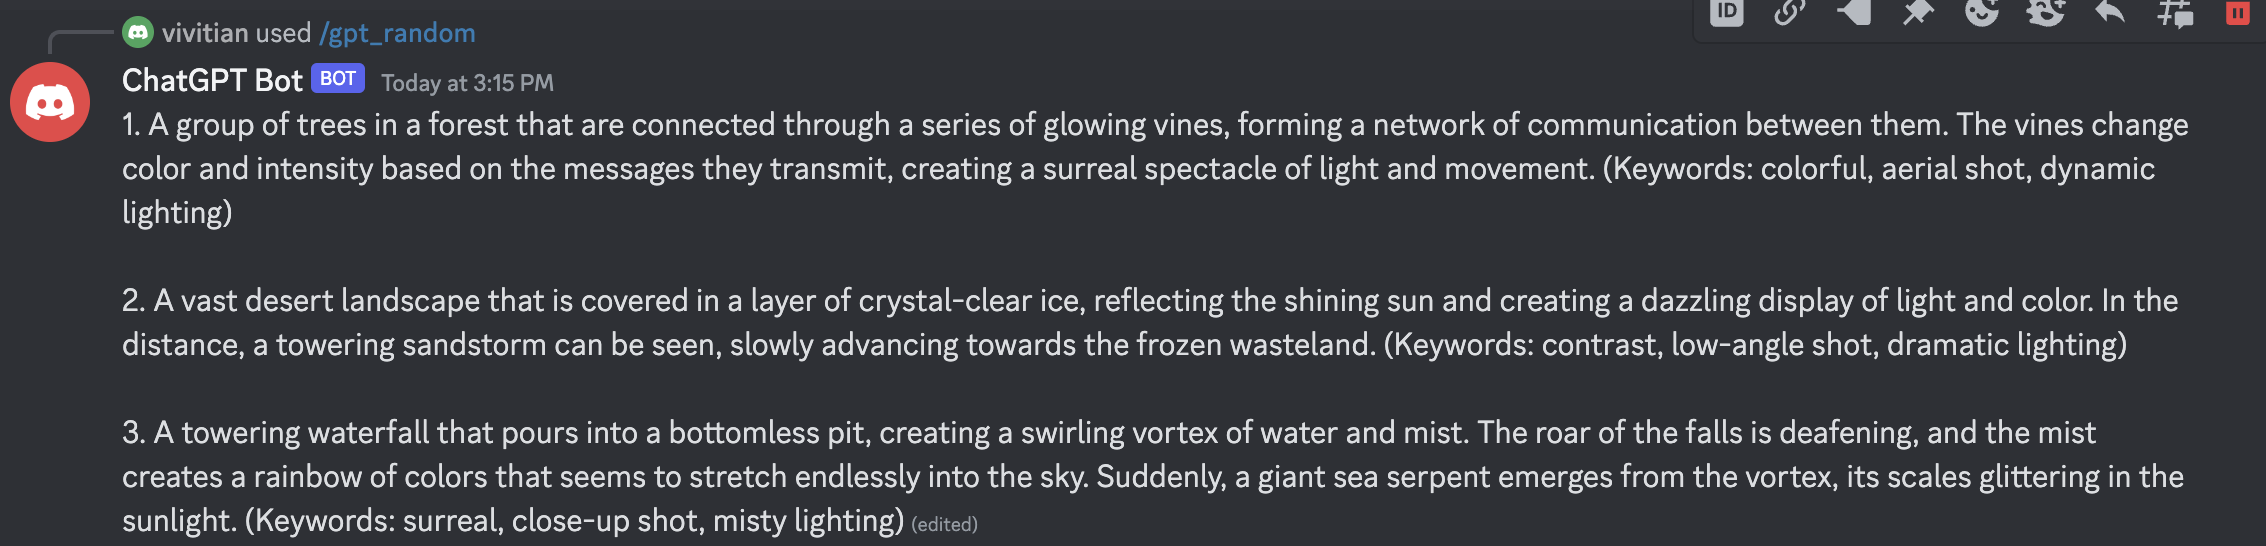 vivitian used /gpt_random
ID
ChatGPT Bot BOT Today at 3:15 PM
1. A group of trees in a forest that are connected through a series of glowing vines, forming a network of communication between them. The vines change
color and intensity based on the messages they transmit, creating a surreal spectacle of light and movement. (Keywords: colorful, aerial shot, dynamic
lighting)
2. A vast desert landscape that is covered in a layer of crystal-clear ice, reflecting the shining sun and creating a dazzling display of light and color. In the
distance, a towering sandstorm can be seen, slowly advancing towards the frozen wasteland. (Keywords: contrast, low-angle shot, dramatic lighting)
3. A towering waterfall that pours into a bottomless pit, creating a swirling vortex of water and mist. The roar of the falls is deafening, and the mist
creates a rainbow of colors that seems to stretch endlessly into the sky. Suddenly, a giant sea serpent emerges from the vortex, its scales glittering in the
sunlight. (Keywords: surreal, close-up shot, misty lighting) (edited)